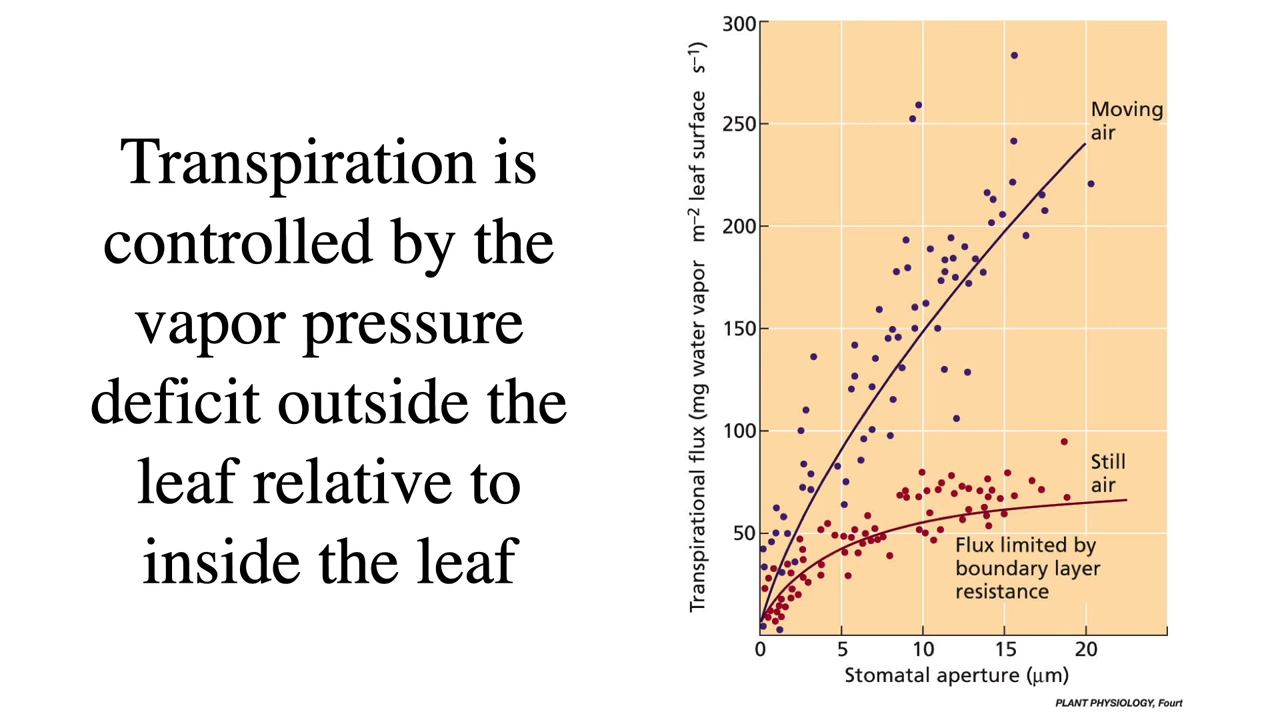 Transpiration is
controlled by the
vapor pressure
deficit outside the
leaf relative to
inside the leaf
Transpirational flux (mg water vapor m⁻² leaf surface s⁻¹)
300
250
200
150
100
50
Moving
air
Still
air
Flux limited by
boundary layer
resistance
0 5 10 15 20
Stomatal aperture (μm)
PLANT PHYSIOLOGY, Fourt